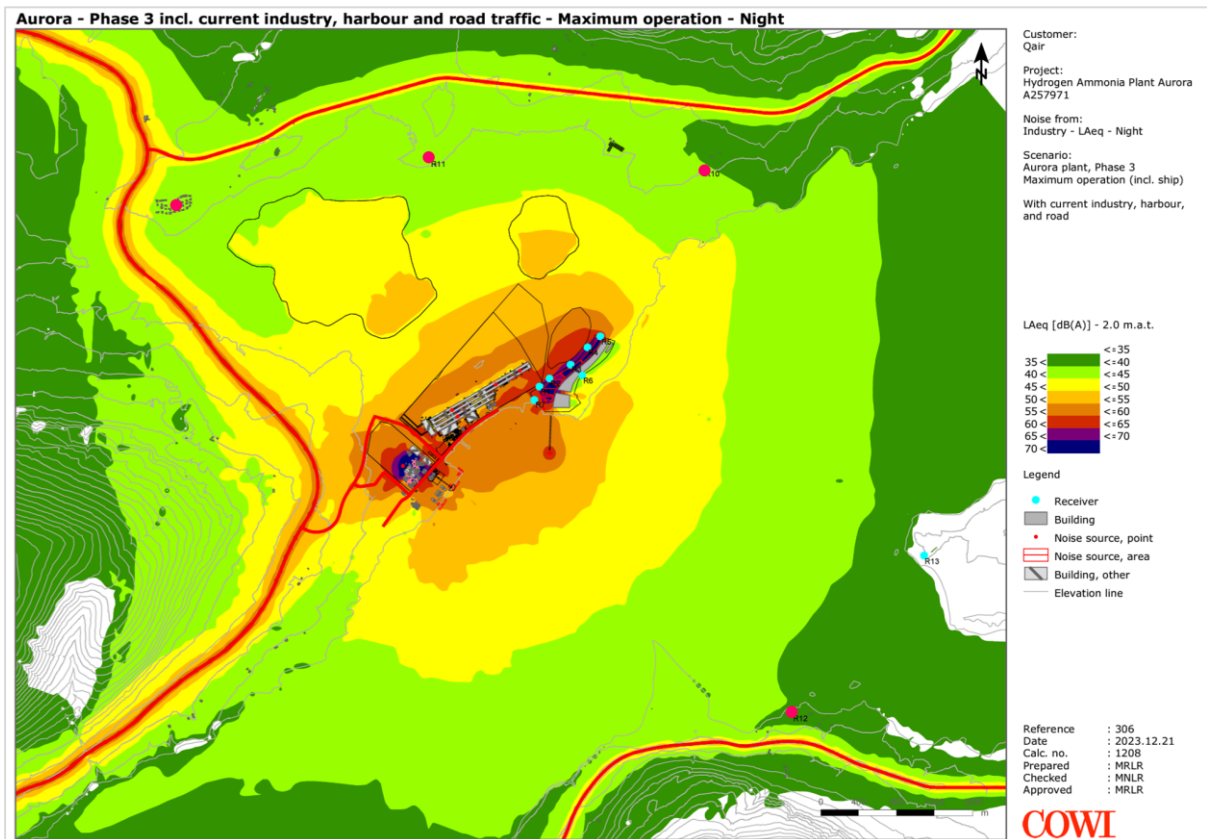 Aurora - Phase 3 incl. current industry, harbour and road traffic - Maximum operation - Night
Customer:
Qair
Project:
Hydrogen Ammonia Plant Aurora
A257971
Noise from:
Industry - LAeq - Night
Scenario:
Aurora plant, Phase 3
Maximum operation (incl. ship)
With current industry, harbour,
and road
N
R11
R5
R6
R13
R12
LAeq [dB(A)] - 2.0 m.a.t.
<=35
35 < <=40
40 < <=45
45 < <=50
50 < <=55
55 < <=60
60 < <=65
65 < <=70
70 <
Legend
Receiver
Building
Noise source, point
Noise source, area
Building, other
Elevation line
Reference : 306
Date : 2023.12.21
Calc. no. : 1208
Prepared : MRLR
Checked : MNLR
Approved : MRLR
0
m
COWI